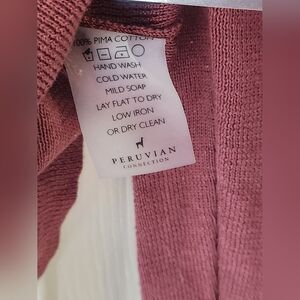 100% PIMA COTTON
HAND WASH
COLD WATER
MILD SOAP
LAY FLAT TO DRY
LOW IRON
OR DRY CLEAN
PERUVIAN
CONNECTION